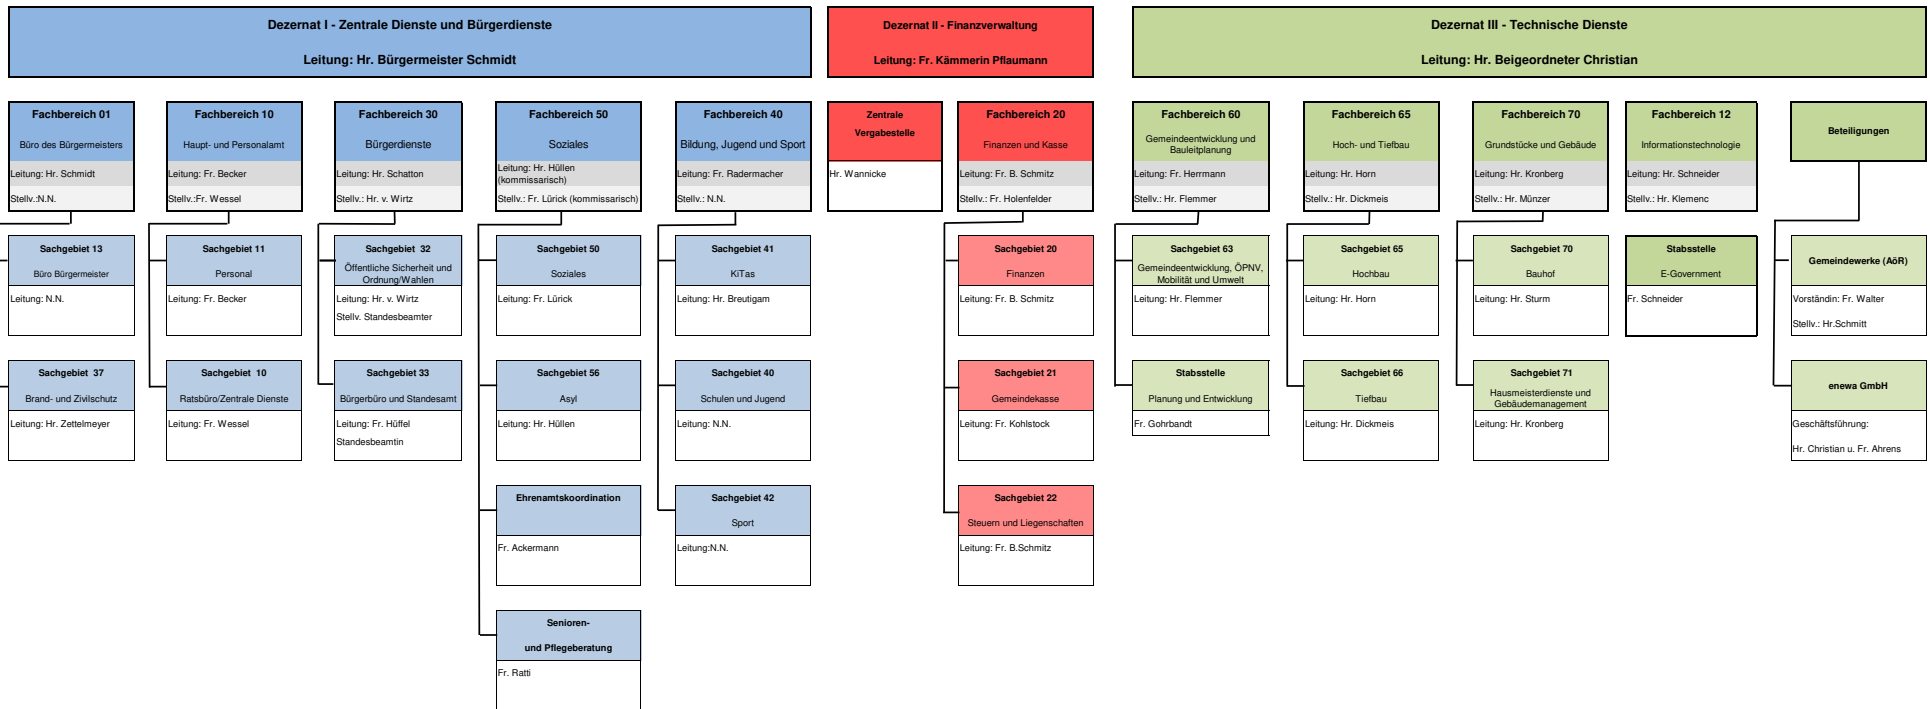 Dezernat I - Zentrale Dienste und Bürgerdienste
Leitung: Hr. Bürgermeister Schmidt
Dezernat II - Finanzverwaltung
Leitung: Fr. Kämmerin Pflaumann
Dezernat III - Technische Dienste
Leitung: Hr. Beigeordneter Christian
Fachbereich 01
Büro des Bürgermeisters
Leitung: Hr. Schmidt
Stellv.:N.N.
Fachbereich 10
Haupt- und Personalamt
Leitung: Fr. Becker
Stellv.:Fr. Wessel
Fachbereich 30
Bürgerdienste
Leitung: Hr. Schatton
Stellv.: Hr. v. Wirtz
Fachbereich 50
Soziales
Leitung: Hr. Hüllen
(kommissarisch)
Stellv.: Fr. Lürick (kommissarisch)
Fachbereich 40
Bildung, Jugend und Sport
Leitung: Fr. Radermacher
Stellv.: N.N.
Zentrale
Vergabestelle
Hr. Wannicke
Fachbereich 20
Finanzen und Kasse
Leitung: Fr. B. Schmitz
Stellv.: Fr. Holenfelder
Fachbereich 60
Gemeindeentwicklung und
Bauleitplanung
Leitung: Fr. Herrmann
Stellv.: Hr. Flemmer
Fachbereich 65
Hoch- und Tiefbau
Leitung: Hr. Horn
Stellv.: Hr. Dickmeis
Fachbereich 70
Grundstücke und Gebäude
Leitung: Hr. Kronberg
Stellv.: Hr. Münzer
Fachbereich 12
Informationstechnologie
Leitung: Hr. Schneider
Stellv.: Hr. Klemenc
Beteiligungen
Sachgebiet 13
Büro Bürgermeister
Leitung: N.N.
Sachgebiet 11
Personal
Leitung: Fr. Becker
Sachgebiet 32
Öffentliche Sicherheit und
Ordnung/Wahlen
Leitung: Hr. v. Wirtz
Stellv. Standesbeamter
Sachgebiet 50
Soziales
Leitung: Fr. Lürick
Sachgebiet 41
KiTas
Leitung: Hr. Breutigam
Sachgebiet 20
Finanzen
Leitung: Fr. B. Schmitz
Sachgebiet 63
Gemeindeentwicklung, ÖPNV,
Mobilität und Umwelt
Leitung: Hr. Flemmer
Sachgebiet 65
Hochbau
Leitung: Hr. Horn
Sachgebiet 70
Bauhof
Leitung: Hr. Sturm
Stabsstelle
E-Government
Fr. Schneider
Gemeindewerke (AöR)
Vorständin: Fr. Walter
Stellv.: Hr.Schmitt
Sachgebiet 37
Brand- und Zivilschutz
Leitung: Hr. Zettelmeyer
Sachgebiet 10
Ratsbüro/Zentrale Dienste
Leitung: Fr. Wessel
Sachgebiet 33
Bürgerbüro und Standesamt
Leitung: Fr. Hüffel
Standesbeamtin
Sachgebiet 56
Asyl
Leitung: Hr. Hüllen
Sachgebiet 40
Schulen und Jugend
Leitung: N.N.
Sachgebiet 21
Gemeindekasse
Leitung: Fr. Kohlstock
Stabsstelle
Planung und Entwicklung
Fr. Gohrbandt
Sachgebiet 66
Tiefbau
Leitung: Hr. Dickmeis
Sachgebiet 71
Hausmeisterdienste und
Gebäudemanagement
Leitung: Hr. Kronberg
enewa GmbH
Geschäftsführung:
Hr. Christian u. Fr. Ahrens
Ehrenamtskoordination
Fr. Ackermann
Sachgebiet 42
Sport
Leitung:N.N.
Sachgebiet 22
Steuern und Liegenschaften
Leitung: Fr. B.Schmitz
Senioren-
und Pflegeberatung
Fr. Ratti